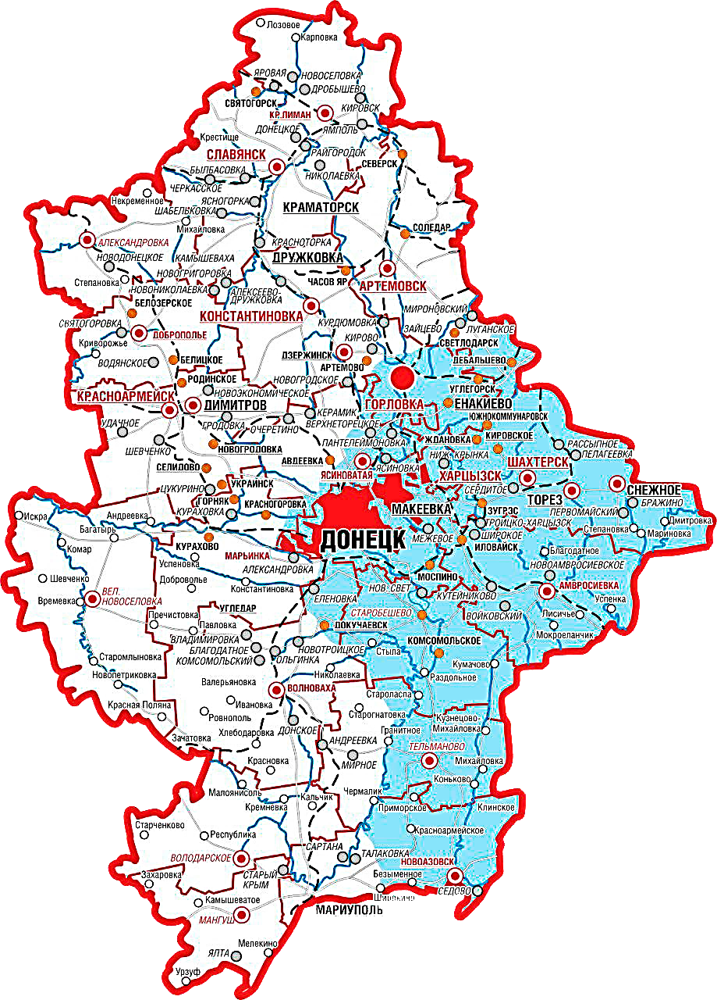 Лозовое
Карповка
ЯРОВАЯ
НОВОСЕЛОВКА
ДРОБЫШЕВО
СВЯТОГОРСК
КИРОВСК
КР.ЛИМАН
ДОНЕЦКОЕ
ЯМПОЛЬ
Крестище
СЛАВЯНСК
РАЙГОРОДОК
СЕВЕРСК
БЫЛБАСОВКА
НИКОЛАЕВКА
ЧЕРКАССКОЕ
Некременное
ЯСНОГОРКА
ШАБЕЛЬКОВКА
КРАМАТОРСК
Михайловка
СОЛЕДАР
АЛЕКСАНДРОВКА
КРАСНОТОРКА
НОВОДОНЕЦКОЕ
КАМЫШЕВАХА
ДРУЖКОВКА
НОВОГРИГОРОВКА
ЧАСОВ ЯР
Степановка
НОВОНИКОЛАЕВКА
АЛЕКСЕЕВО-
ДРУЖКОВКА
АРТЕМОВСК
БЕЛОЗЕРСКОЕ
МИРОНОВСКИЙ
КОНСТАНТИНОВКА
СВЯТОГОРОВКА
КУРДЮМОВКА
ЗАЙЦЕВО
ЛУГАНСКОЕ
ДОБРОПОЛЬЕ
КИРОВО
СВЕТЛОДАРСК
Криворожье
ДЗЕРЖИНСК
ВОДЯНСКОЕ
БЕЛИЦКОЕ
АРТЕМОВО
ДЕБАЛЬЦЕВО
РОДИНСКОЕ
НОВОГРОДСКОЕ
УГЛЕГОРСК
КРАСНОАРМЕЙСК
НОВОЭКОНОМИЧЕСКОЕ
ДИМИТРОВ
ГОРЛОВКА
ЕНАКИЕВО
КЕРАМИК
ЮЖНОКОММУНАРОВСК
УДАЧНОЕ
ГРОДОВКА
ОЧЕРЕТИНО
ВЕРХНЕТОРЕЦКОЕ
ШЕВЧЕНКО
НОВОГРОДОВКА
ПАНТЕЛЕЙМОНОВКА
ЖДАНОВКА
КИРОВСКОЕ
РАССЫПНОЕ
НИЖ. КРЫНКА
ПЕЛАГЕЕВКА
СЕЛИДОВО
АВДЕЕВКА
ЯСИНОВКА
ШАХТЕРСК
ЯСИНОВАТАЯ
ХАРЦЫЗСК
ЦУКУРИНО
УКРАИНСК
СЕРДИТОЕ
СНЕЖНОЕ
ГОРНЯК
КРАСНОГОРОВКА
ТОРЕЗ
БРАЖИНО
КУРАХОВКА
МАКЕЕВКА
ЗУГРЭС
ПЕРВОМАЙСКИЙ
Искра
Андреевка
ТРОИЦКО-ХАРЦЫЗСК
Дмитровка
Багатырь
ДОНЕЦК
МЕЖЕВОЕ
ШИРОКОЕ
Степановка
Мариновка
Комар
КУРАХОВО
ИЛОВАЙСК
Благодатное
Успеновка
МАРЬИНКА
НОВОАМВРОСИЕВСКОЕ
АЛЕКСАНДРОВКА
МОСПИНО
Шевченко
Доброволье
Константиновка
НОВ. СВЕТ
АМВРОСИЕВКА
ВЕЛ.
НОВОСЕЛОВКА
ЕЛЕНОВКА
КУТЕЙНИКОВО
Времевка
УГЛЕДАР
СТАРОБЕШЕВО
Успенка
Пречистовка
ВОЙКОВСКИЙ
Лисичье
Павловка
ДОКУЧАЕВСК
Мокроеланчик
ВЛАДИМИРОВКА
КОМСОМОЛЬСКОЕ
БЛАГОДАТНОЕ
НОВОТРОИЦКОЕ
Стыла
Старомлыновка
КОМСОМОЛЬСКИЙ
ОЛЬГИНКА
Кумачово
Новопетриковка
Николаевка
Раздольное
Валерьяновка
ВОЛНОВАХА
Староласпа
Красная Поляна
Ивановка
Старогнатовка
Ровнополь
Кузнецово-
Михайловка
Зачатовка
Хлебодаровка
ДОНСКОЕ
АНДРЕЕВКА
Гранитное
ТЕЛЬМАНОВО
Красновка
МИРНОЕ
Михайловка
Коньково
Малоянисоль
Кальчик
Чермалик
Кремневка
Приморское
Клинское
Старченково
Республика
Красноармейское
САРТАНА
ВОЛОДАРСКОЕ
ТАЛАКОВКА
НОВОАЗОВСК
Захаровка
СТАРЫЙ
КРЫМ
Безыменное
СЕДОВО
Камышеватое
МАРИУПОЛЬ
МАНГУШ
Мелекино
ЯЛТА
Урзуф